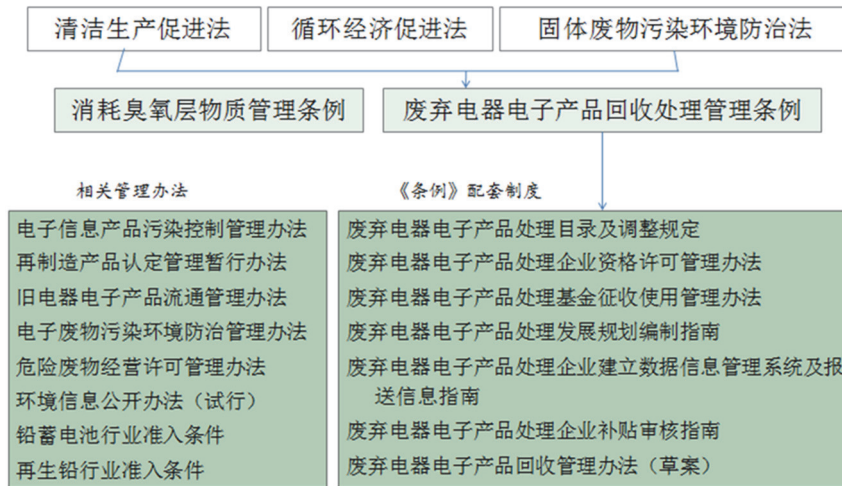 清洁生产促进法
循环经济促进法
固体废物污染环境防治法
消耗臭氧层物质管理条例
废弃电器电子产品回收处理管理条例
相关管理办法
电子信息产品污染控制管理办法
再制造产品认定管理暂行办法
旧电器电子产品流通管理办法
电子废物污染环境防治管理办法
危险废物经营许可管理办法
环境信息公开办法（试行）
铅蓄电池行业准入条件
再生铅行业准入条件
《条例》配套制度
废弃电器电子产品处理目录及调整规定
废弃电器电子产品处理企业资格许可管理办法
废弃电器电子产品处理基金征收使用管理办法
废弃电器电子产品处理发展规划编制指南
废弃电器电子产品处理企业建立数据信息管理系统及报
送信息指南
废弃电器电子产品处理企业补贴审核指南
废弃电器电子产品回收管理办法（草案）